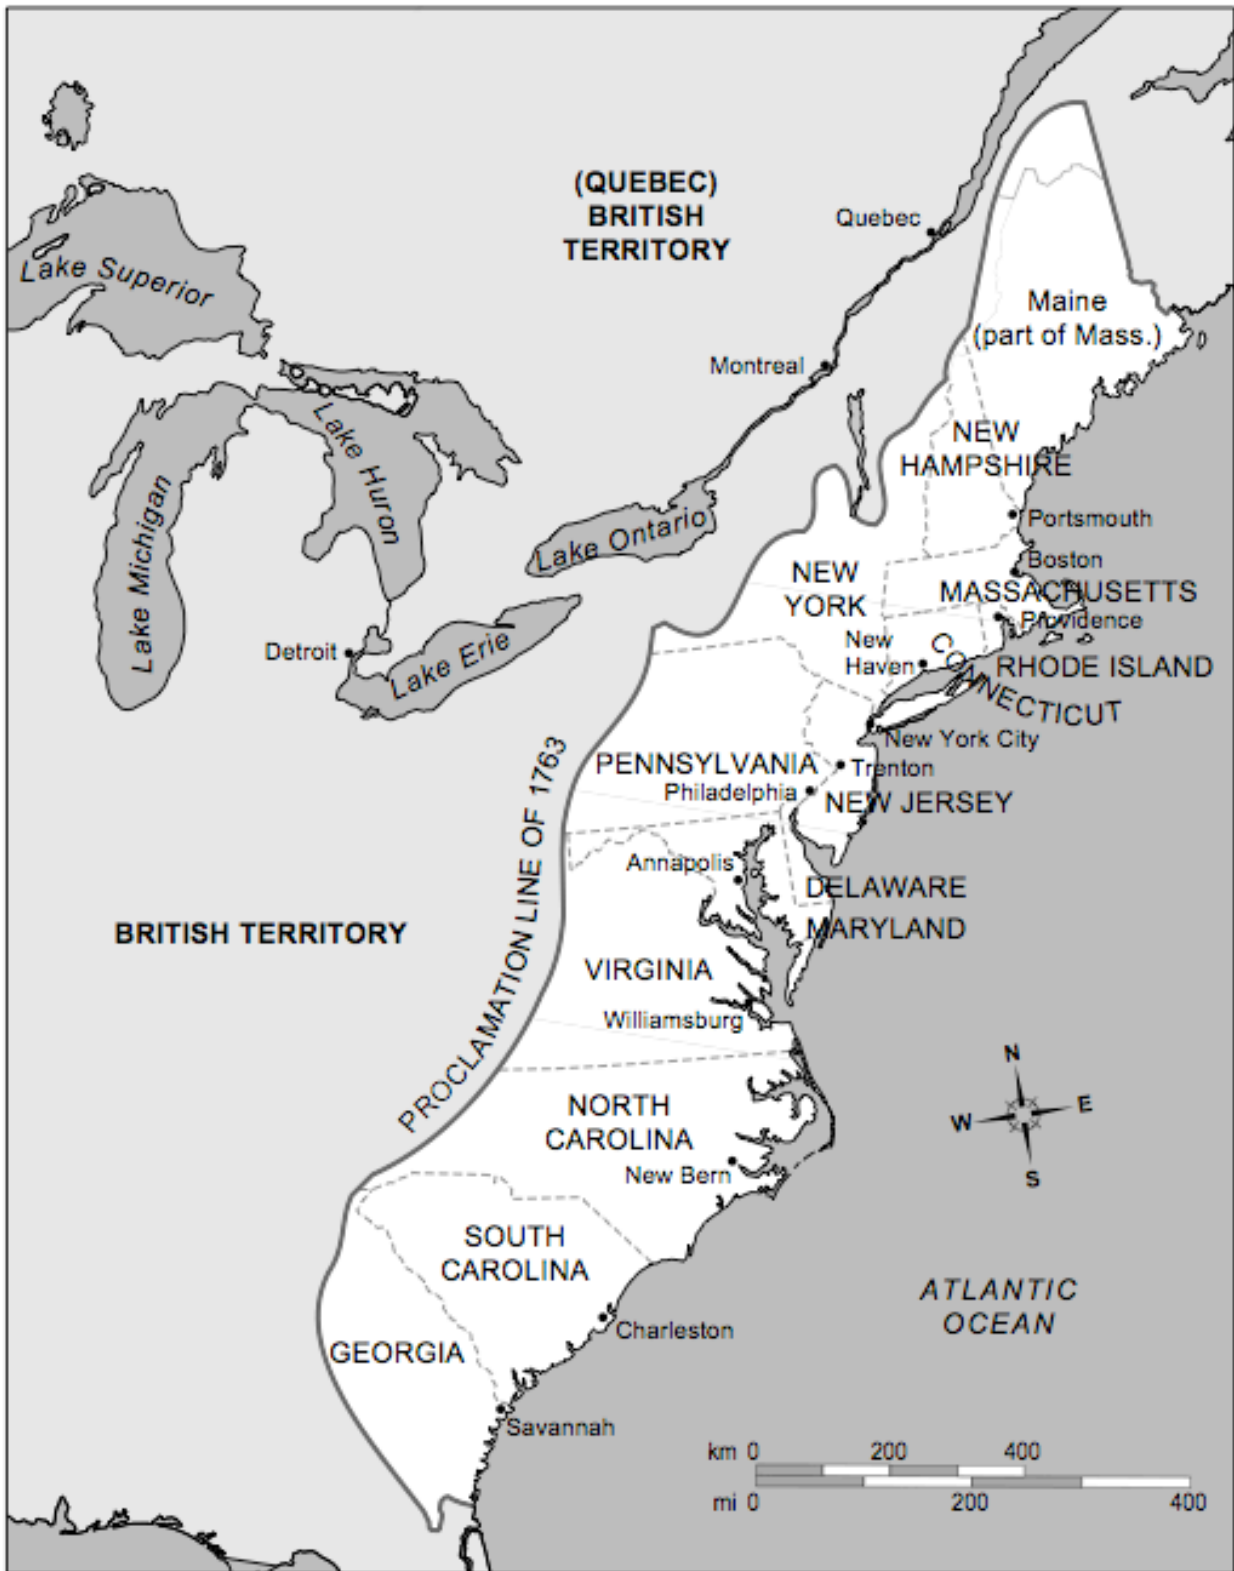 (QUEBEC)
BRITISH
TERRITORY
Quebec
Lake Superior
Maine
(part of Mass.)
Montreal
Lake Huron
Lake Michigan
NEW
HAMPSHIRE
Portsmouth
Lake Ontario
Boston
NEW
YORK
MASSACHUSETTS
Providence
New
Haven
CONNECTICUT
RHODE ISLAND
Detroit
Lake Erie
New York City
PENNSYLVANIA
Trenton
Philadelphia
NEW JERSEY
PROCLAMATION LINE OF 1763
Annapolis
DELAWARE
MARYLAND
BRITISH TERRITORY
VIRGINIA
Williamsburg
N
W
E
S
NORTH
CAROLINA
New Bern
SOUTH
CAROLINA
ATLANTIC
OCEAN
Charleston
GEORGIA
Savannah
km 0 200 400
mi 0 200 400